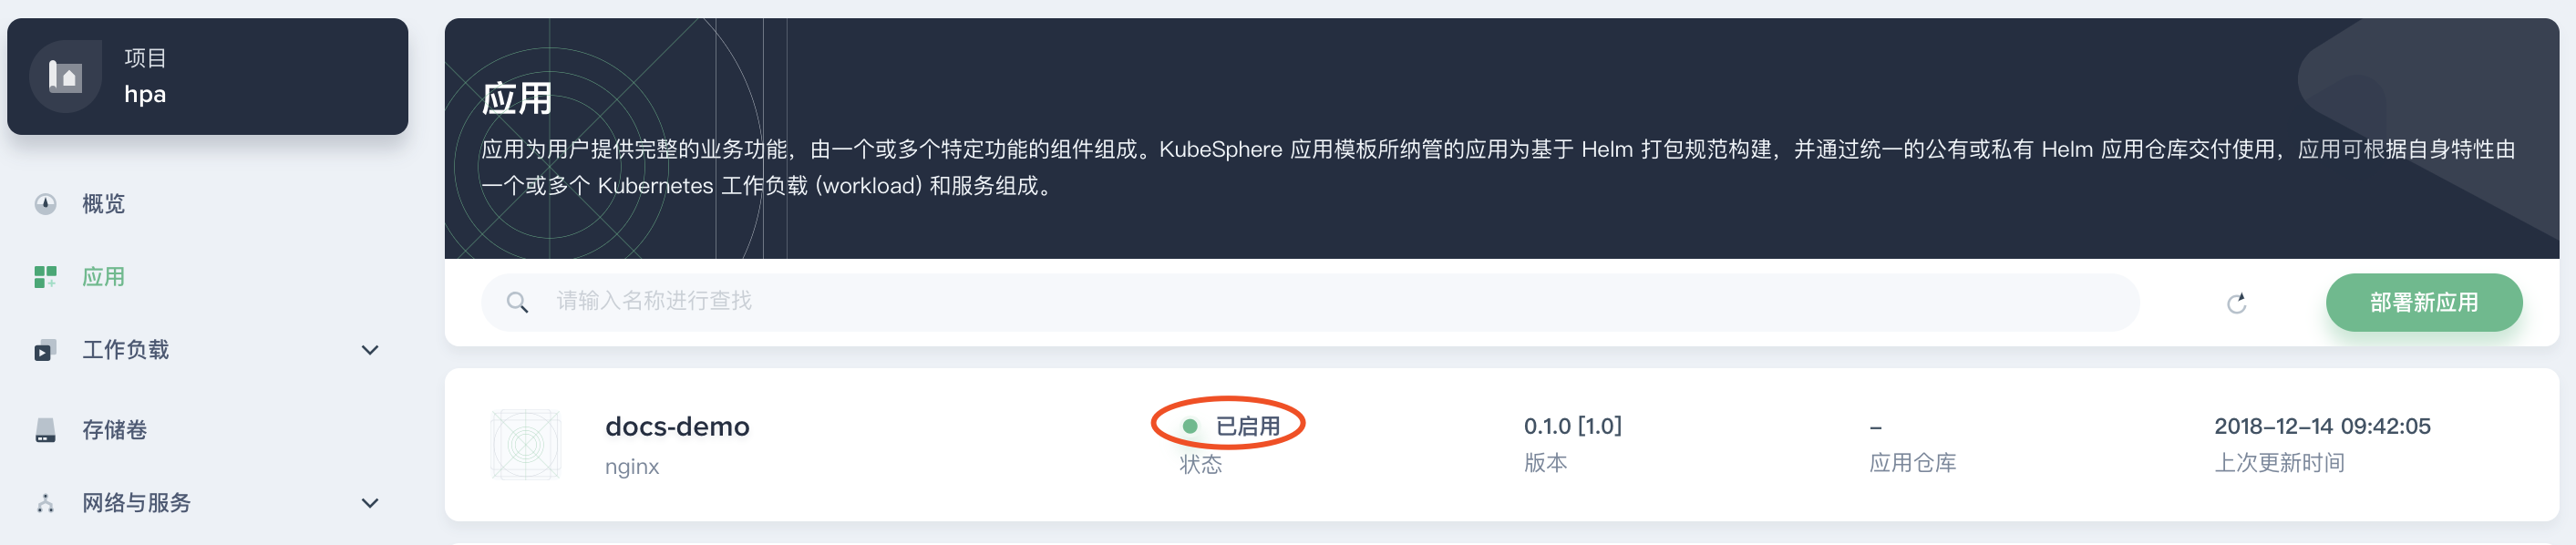 项目
hpa
概览
应用
工作负载
存储卷
网络与服务
应用
应用为用户提供完整的业务功能，由一个或多个特定功能的组件组成。KubeSphere 应用模板所纳管的应用为基于 Helm 打包规范构建，并通过统一的公有或私有 Helm 应用仓库交付使用，应用可根据自身特性由
一个或多个 Kubernetes 工作负载 (workload) 和服务组成。
请输入名称进行查找
部署新应用
docs-demo
nginx
已启用
状态
0.1.0 [1.0]
版本
–
应用仓库
2018–12–14 09:42:05
上次更新时间